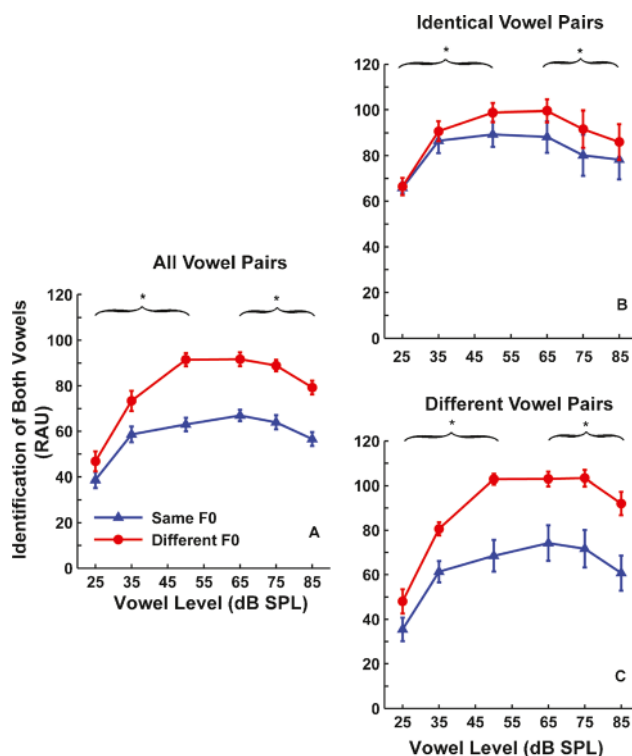 Identical Vowel Pairs
* *
120
100
80
60
40
20
0
B
25 35 45 55 65 75 85
All Vowel Pairs
* *
120
100
80
60
40
20
0
Identification of Both Vowels
(RAU)
Same F0
Different F0
A
25 35 45 55 65 75 85
Vowel Level (dB SPL)
Different Vowel Pairs
* *
120
100
80
60
40
20
0
C
25 35 45 55 65 75 85
Vowel Level (dB SPL)